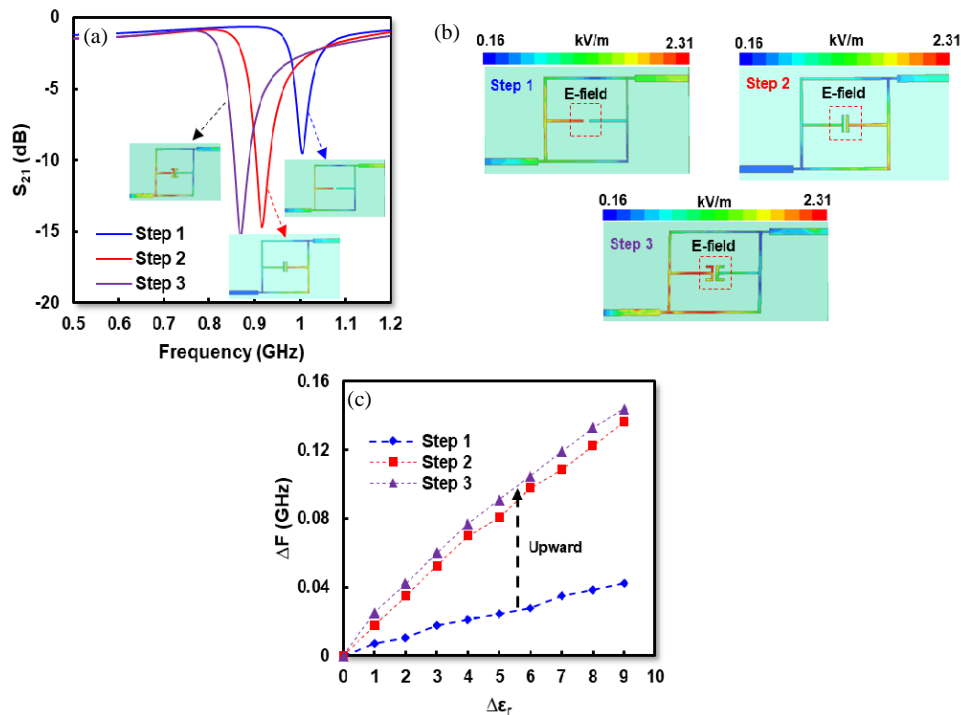 (a)
0
-5
-10
-15
-20
S21 (dB)
Step 1
Step 2
Step 3
0.5 0.6 0.7 0.8 0.9 1 1.1 1.2
Frequency (GHz)
(b)
0.16 kV/m 2.31
Step 1
E-field
0.16 kV/m 2.31
Step 2
E-field
0.16 kV/m 2.31
Step 3
E-field
(c)
0.16
0.12
0.08
0.04
0
ΔF (GHz)
Step 1
Step 2
Step 3
Upward
0 1 2 3 4 5 6 7 8 9 10
Δεr